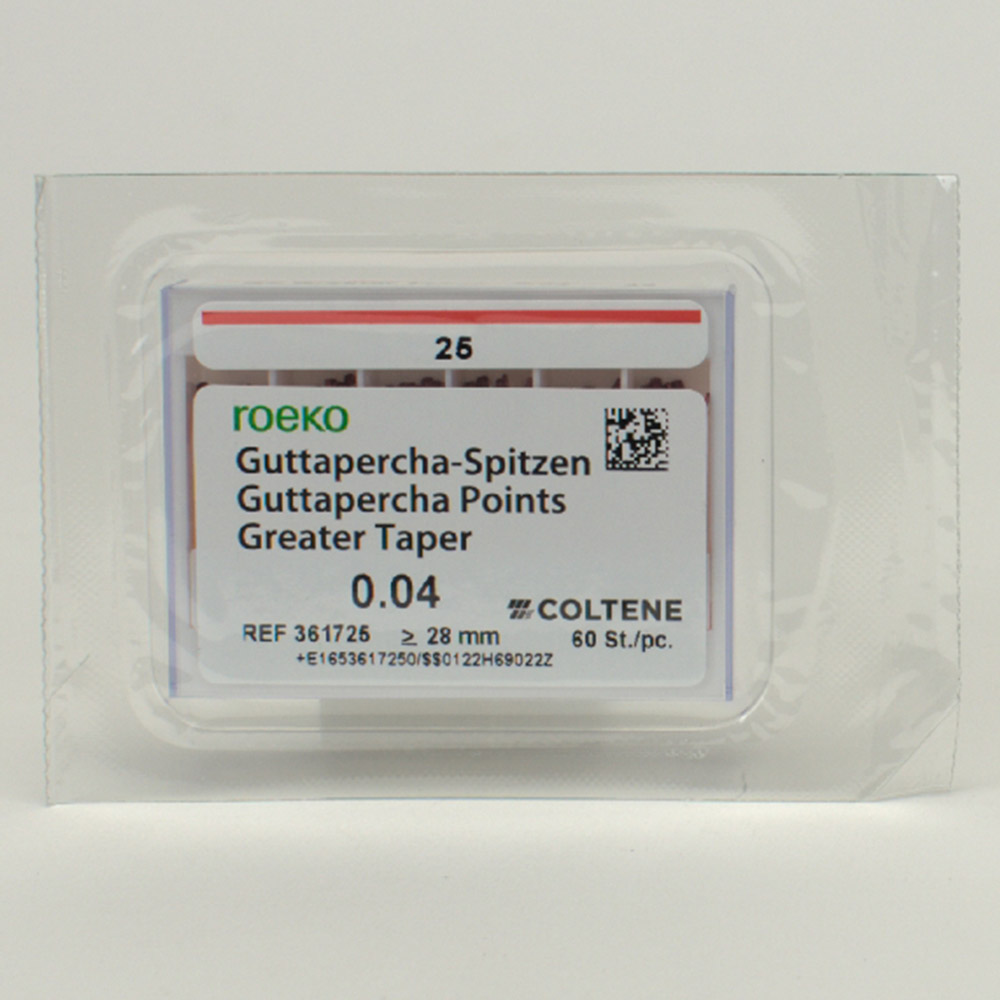 25
roeko
Guttapercha-Spitzen
Guttapercha Points
Greater Taper
0.04
COLTENE
REF 361725 ≥ 28 mm 60 St./pc.
+E1653617250/$$0122H69022Z